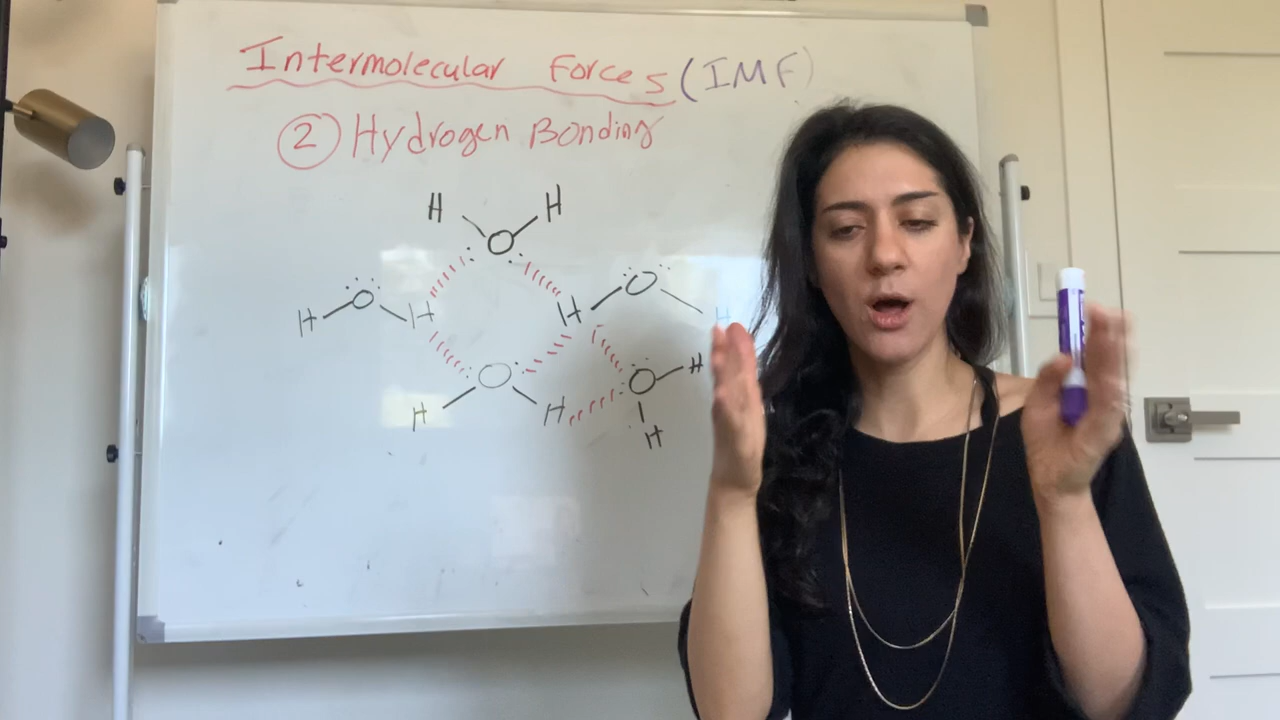 Intermolecular Forces (IMF)
② Hydrogen Bonding
H H
O
H O H H O H
O O H
H H H